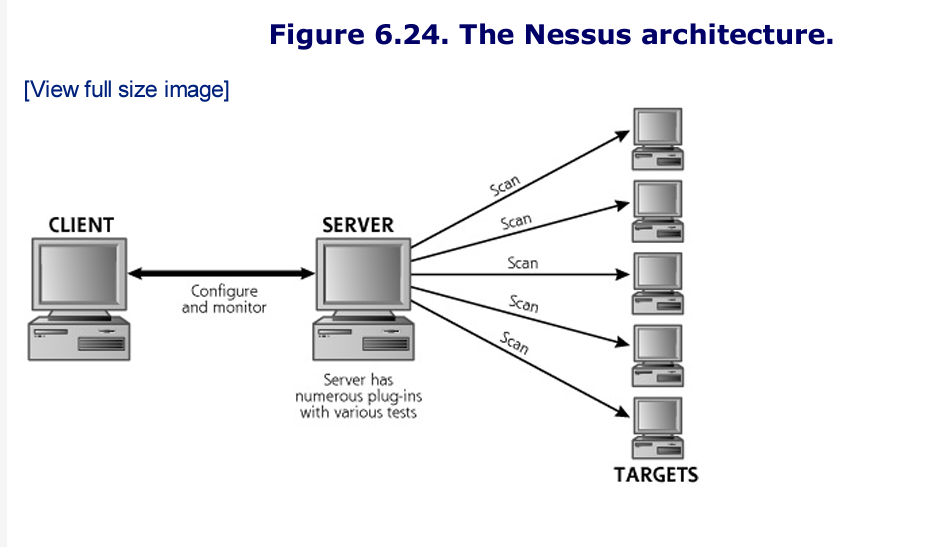 Figure 6.24. The Nessus architecture.
[View full size image]
CLIENT
SERVER
Configure
and monitor
Server has
numerous plug-ins
with various tests
Scan
Scan
Scan
Scan
Scan
TARGETS